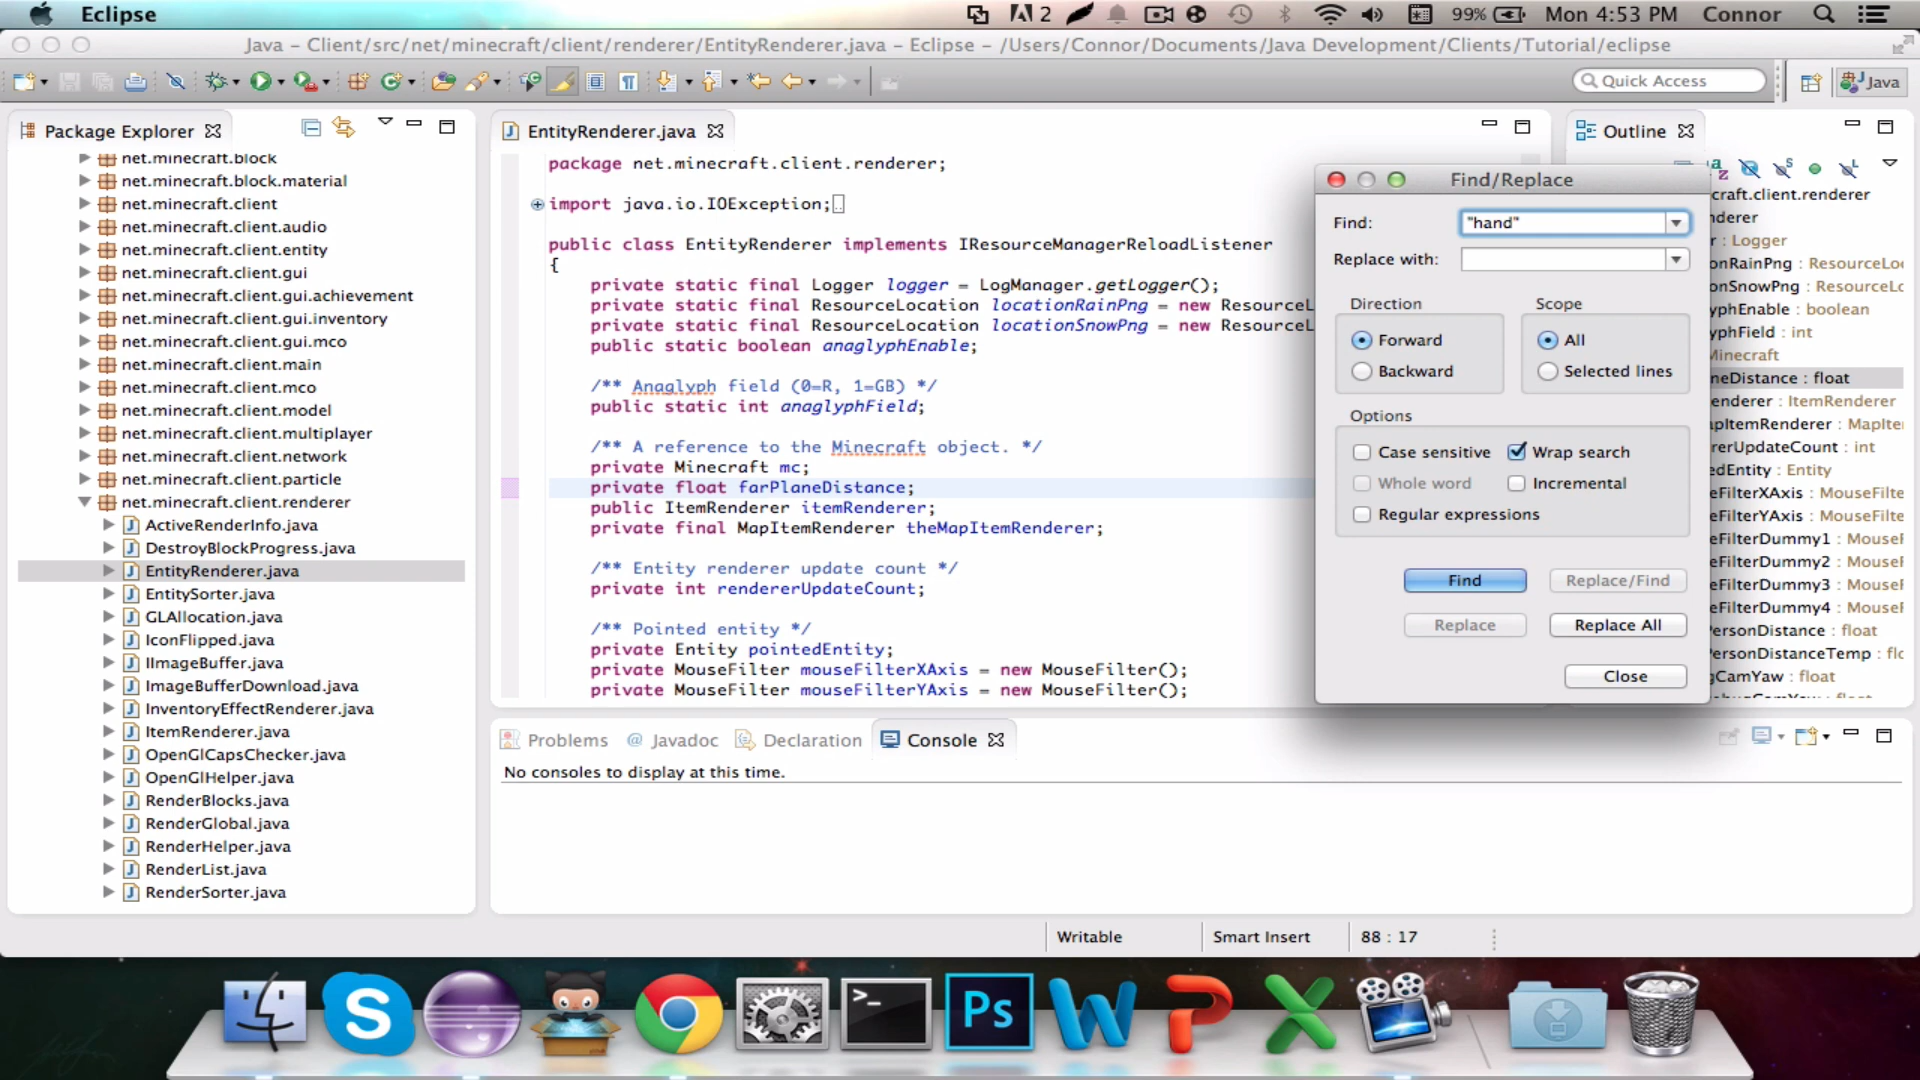 Eclipse
2
99%
Mon 4:53 PM
Connor
Java – Client/src/net/minecraft/client/renderer/EntityRenderer.java – Eclipse – /Users/Connor/Documents/Java Development/Clients/Tutorial/eclipse
Quick Access
Java
Package Explorer
net.minecraft.block
net.minecraft.block.material
net.minecraft.client
net.minecraft.client.audio
net.minecraft.client.entity
net.minecraft.client.gui
net.minecraft.client.gui.achievement
net.minecraft.client.gui.inventory
net.minecraft.client.gui.mco
net.minecraft.client.main
net.minecraft.client.mco
net.minecraft.client.model
net.minecraft.client.multiplayer
net.minecraft.client.network
net.minecraft.client.particle
net.minecraft.client.renderer
ActiveRenderInfo.java
DestroyBlockProgress.java
EntityRenderer.java
EntitySorter.java
GLAllocation.java
IconFlipped.java
IImageBuffer.java
ImageBufferDownload.java
InventoryEffectRenderer.java
ItemRenderer.java
OpenGlCapsChecker.java
OpenGlHelper.java
RenderBlocks.java
RenderGlobal.java
RenderHelper.java
RenderList.java
RenderSorter.java
EntityRenderer.java
package net.minecraft.client.renderer;
import java.io.IOException;
public class EntityRenderer implements IResourceManagerReloadListener
{
private static final Logger logger = LogManager.getLogger();
private static final ResourceLocation locationRainPng = new ResourceL
private static final ResourceLocation locationSnowPng = new ResourceL
public static boolean anaglyphEnable;
/** Anaglyph field (0=R, 1=GB) */
public static int anaglyphField;
/** A reference to the Minecraft object. */
private Minecraft mc;
private float farPlaneDistance;
public ItemRenderer itemRenderer;
private final MapItemRenderer theMapItemRenderer;
/** Entity renderer update count */
private int rendererUpdateCount;
/** Pointed entity */
private Entity pointedEntity;
private MouseFilter mouseFilterXAxis = new MouseFilter();
private MouseFilter mouseFilterYAxis = new MouseFilter();
Find/Replace
Find:
"hand"
Replace with:
Direction
Forward
Backward
Scope
All
Selected lines
Options
Case sensitive
Wrap search
Whole word
Incremental
Regular expressions
Find
Replace/Find
Replace
Replace All
Close
Outline
craft.client.renderer
nderer
r : Logger
onRainPng : ResourceLoc
onSnowPng : ResourceLoc
glyphEnable : boolean
glyphField : int
Minecraft
neDistance : float
enderer : ItemRenderer
apItemRenderer : MapIte
rerUpdateCount : int
edEntity : Entity
eFilterXAxis : MouseFilte
eFilterYAxis : MouseFilte
eFilterDummy1 : MouseF
eFilterDummy2 : MouseF
eFilterDummy3 : MouseF
eFilterDummy4 : MouseF
PersonDistance : float
PersonDistanceTemp : flo
gCamYaw : float
Problems
Javadoc
Declaration
Console
No consoles to display at this time.
Writable
Smart Insert
88 : 17
Ps